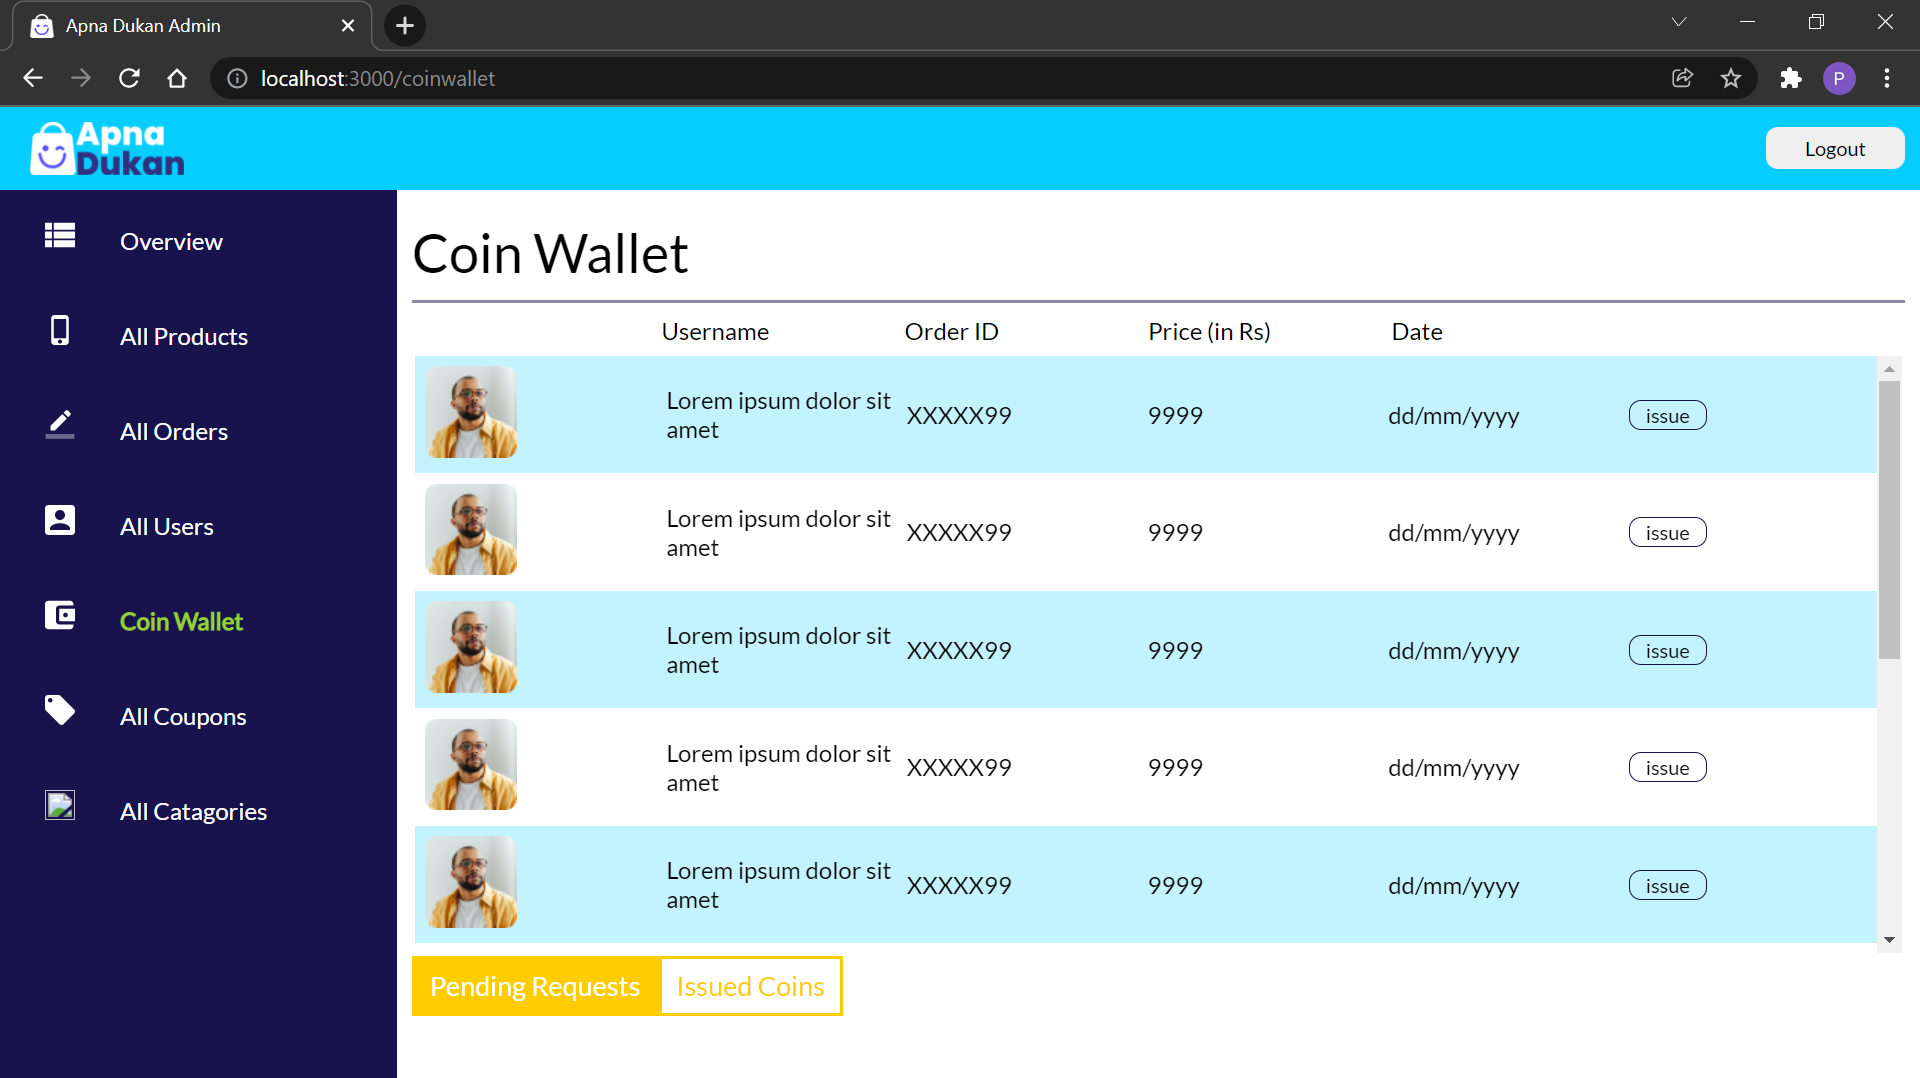 Apna Dukan Admin
localhost:3000/coinwallet
P
Apna
Dukan
Logout
Overview
All Products
All Orders
All Users
Coin Wallet
All Coupons
All Catagories
Coin Wallet
Username Order ID Price (in Rs) Date
Lorem ipsum dolor sit
amet
XXXXX99 9999 dd/mm/yyyy issue
Lorem ipsum dolor sit
amet
XXXXX99 9999 dd/mm/yyyy issue
Lorem ipsum dolor sit
amet
XXXXX99 9999 dd/mm/yyyy issue
Lorem ipsum dolor sit
amet
XXXXX99 9999 dd/mm/yyyy issue
Lorem ipsum dolor sit
amet
XXXXX99 9999 dd/mm/yyyy issue
Pending Requests Issued Coins